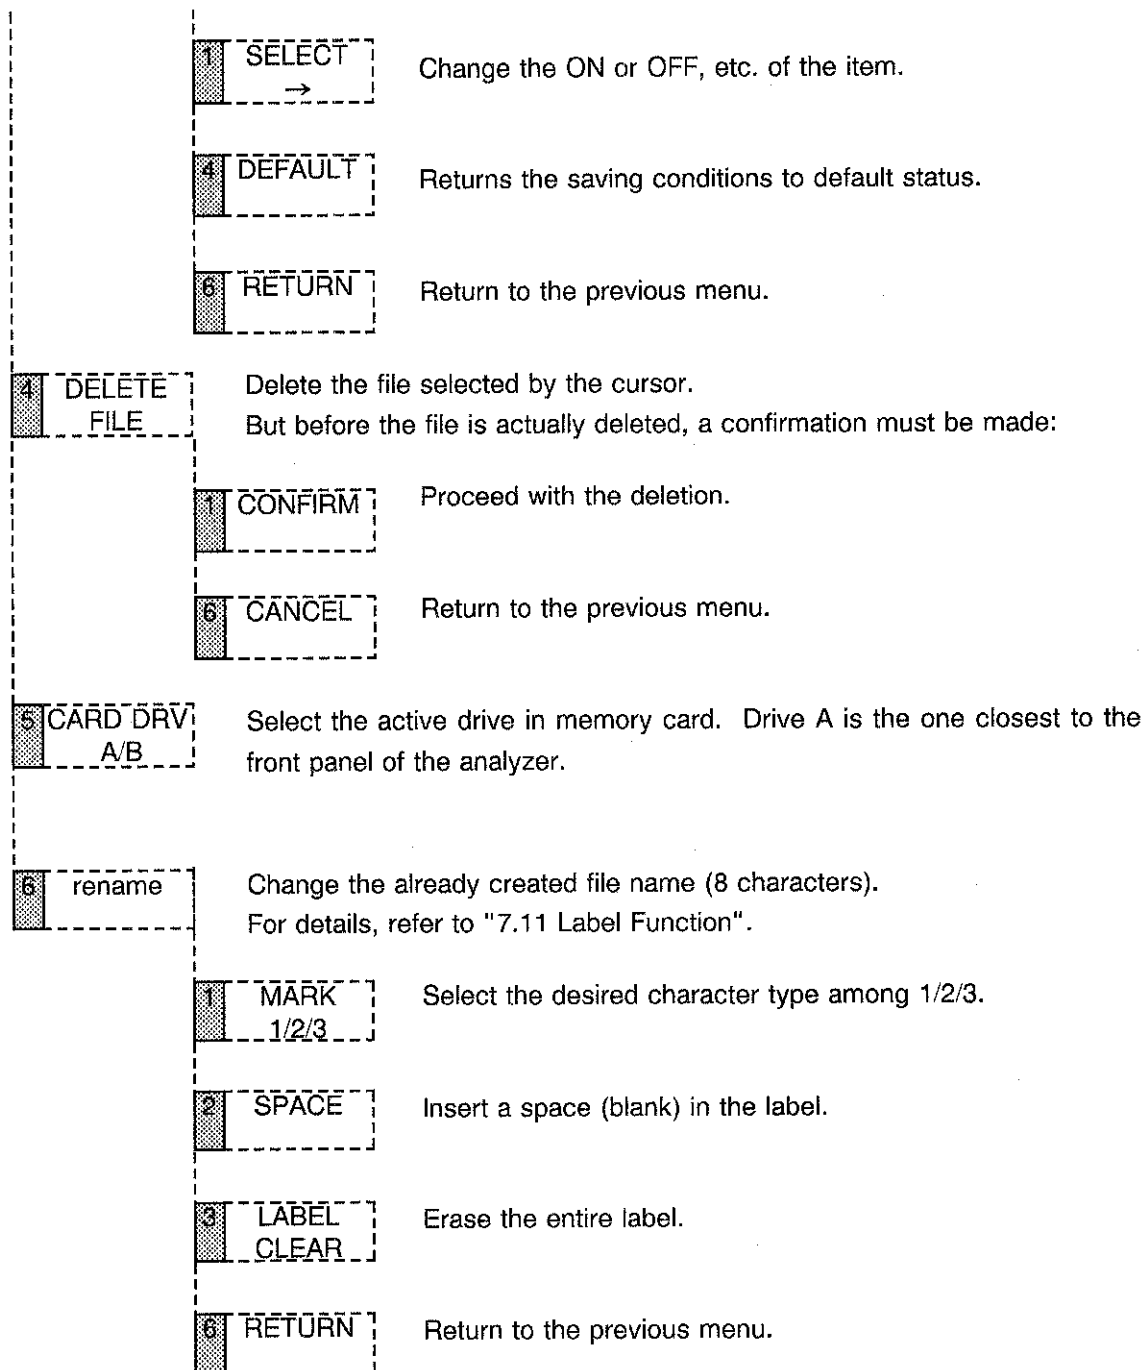 1 SELECT Change the ON or OFF, etc. of the item.
→
4 DEFAULT Returns the saving conditions to default status.
6 RETURN Return to the previous menu.
4 DELETE Delete the file selected by the cursor.
FILE But before the file is actually deleted, a confirmation must be made:
1 CONFIRM Proceed with the deletion.
6 CANCEL Return to the previous menu.
5 CARD DRV Select the active drive in memory card. Drive A is the one closest to the
A/B front panel of the analyzer.
6 rename Change the already created file name (8 characters).
For details, refer to "7.11 Label Function".
1 MARK Select the desired character type among 1/2/3.
1/2/3
2 SPACE Insert a space (blank) in the label.
3 LABEL Erase the entire label.
CLEAR
6 RETURN Return to the previous menu.